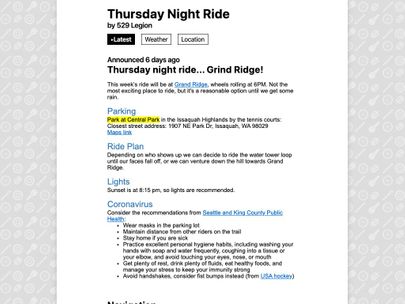 Thursday Night Ride
by 529 Legion
•Latest
Weather
Location
Announced 6 days ago
Thursday night ride... Grind Ridge!
This week's ride will be at Grand Ridge, wheels rolling at 6PM. Not the
most exciting place to ride, but it's a reasonable option until we get some
rain.
Parking
Park at Central Park in the Issaquah Highlands by the tennis courts:
Closest street address: 1907 NE Park Dr, Issaquah, WA 98029
Maps link
Ride Plan
Depending on who shows up we can decide to ride the water tower loop
until our faces fall off, or we can venture down the hill towards Grand
Ridge.
Lights
Sunset is at 8:15 pm, so lights are recommended.
Coronavirus
Consider the recommendations from Seattle and King County Public
Health:
• Wear masks in the parking lot
• Maintain distance from other riders on the trail
• Stay home if you are sick
• Practice excellent personal hygiene habits, including washing your
hands with soap and water frequently, coughing into a tissue or
your elbow, and avoid touching your eyes, nose, or mouth
• Get plenty of rest, drink plenty of fluids, eat healthy foods, and
manage your stress to keep your immunity strong
• Avoid handshakes, consider fist bumps instead (from USA hockey)